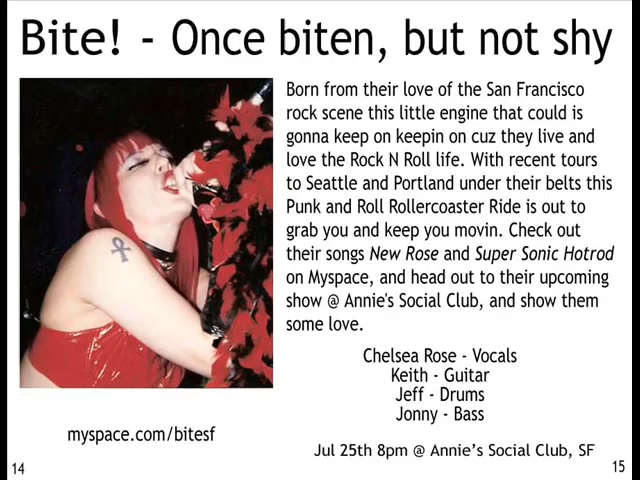 Bite! - Once biten, but not shy
Born from their love of the San Francisco
rock scene this little engine that could is
gonna keep on keepin on cuz they live and
love the Rock N Roll life. With recent tours
to Seattle and Portland under their belts this
Punk and Roll Rollercoaster Ride is out to
grab you and keep you movin. Check out
their songs New Rose and Super Sonic Hotrod
on Myspace, and head out to their upcoming
show @ Annie's Social Club, and show them
some love.
Chelsea Rose - Vocals
Keith - Guitar
Jeff - Drums
Jonny - Bass
myspace.com/bitesf
Jul 25th 8pm @ Annie's Social Club, SF
14
15